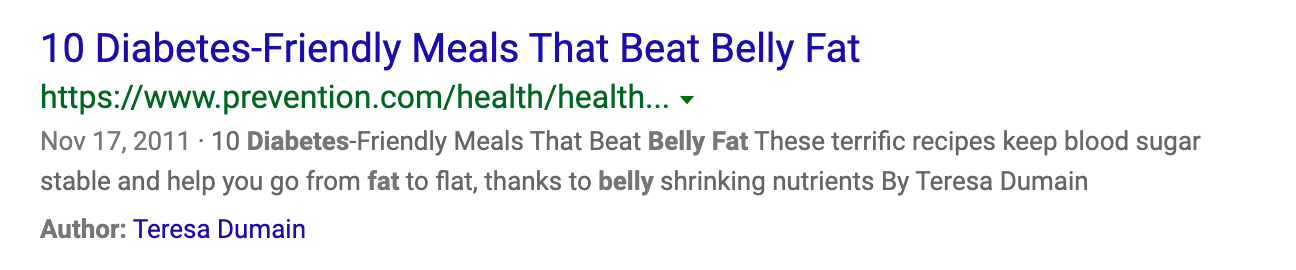 10 Diabetes-Friendly Meals That Beat Belly Fat
https://www.prevention.com/health/health...
Nov 17, 2011 · 10 Diabetes-Friendly Meals That Beat Belly Fat These terrific recipes keep blood sugar
stable and help you go from fat to flat, thanks to belly shrinking nutrients By Teresa Dumain
Author: Teresa Dumain